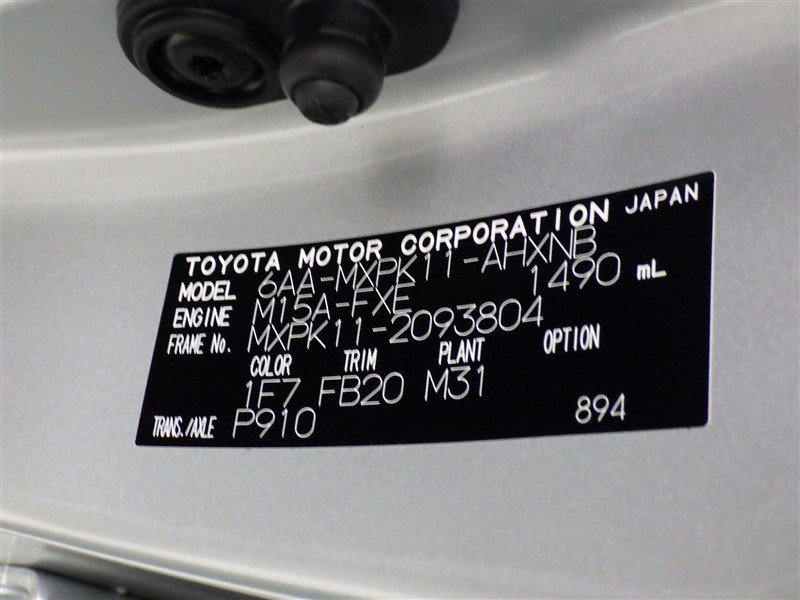 TOYOTA MOTOR CORPORATION JAPAN
MODEL 6AA-MXPK11-AHXNB
ENGINE M15A-FXE 1490 mL
FRAME No. MXPK11-2093804
COLOR TRIM PLANT OPTION
1F7 FB20 M31
TRANS./AXLE P910 894